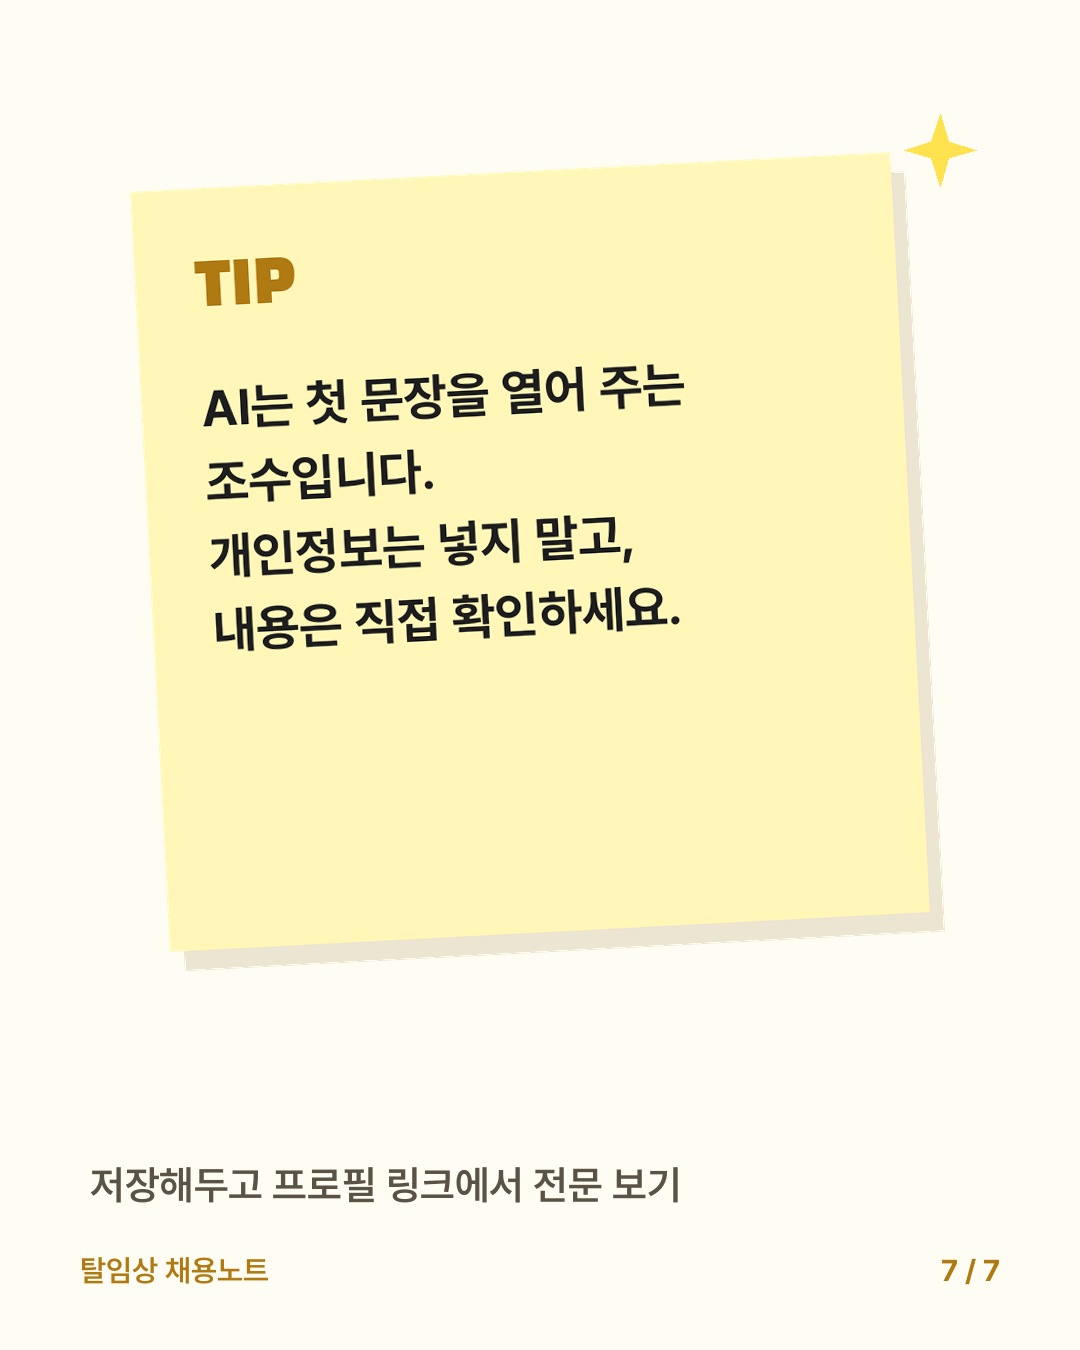 TIP
AI는 첫 문장을 열어 주는
조수입니다.
개인정보는 넣지 말고,
내용은 직접 확인하세요.
저장해두고 프로필 링크에서 전문 보기
탈임상 채용노트
7 / 7